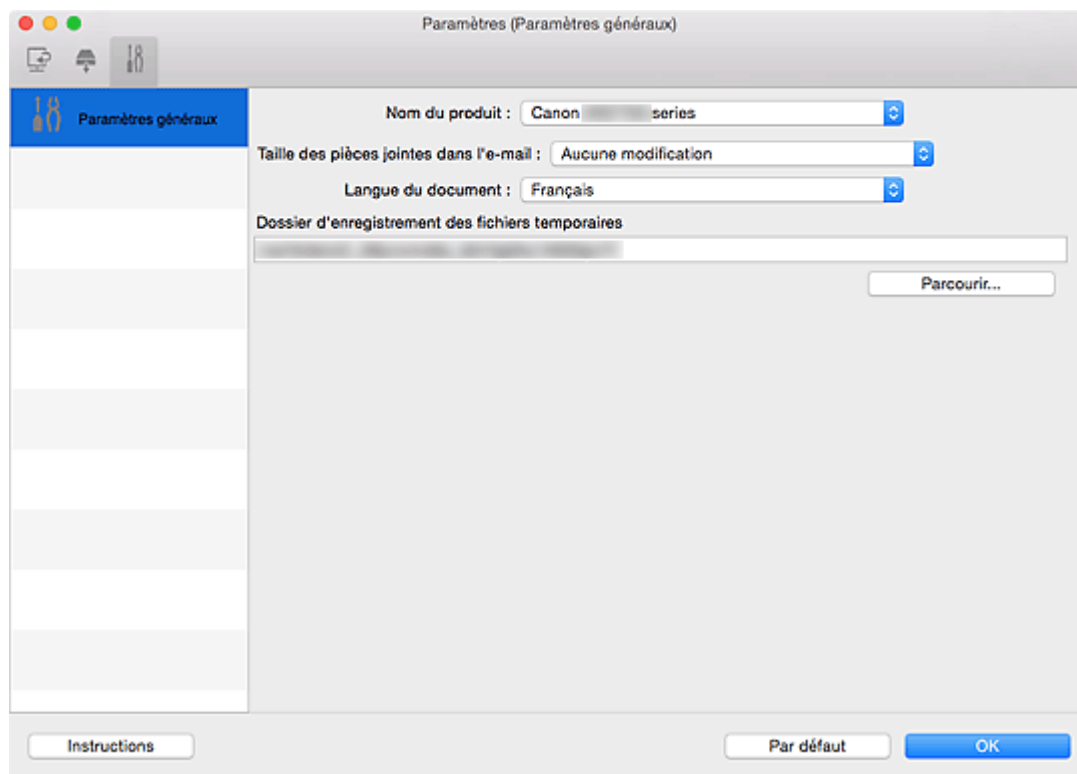 Paramètres (Paramètres généraux)
Paramètres généraux
Nom du produit : Canon series
Taille des pièces jointes dans l'e-mail : Aucune modification
Langue du document : Français
Dossier d'enregistrement des fichiers temporaires
Parcourir...
Instructions
Par défaut
OK